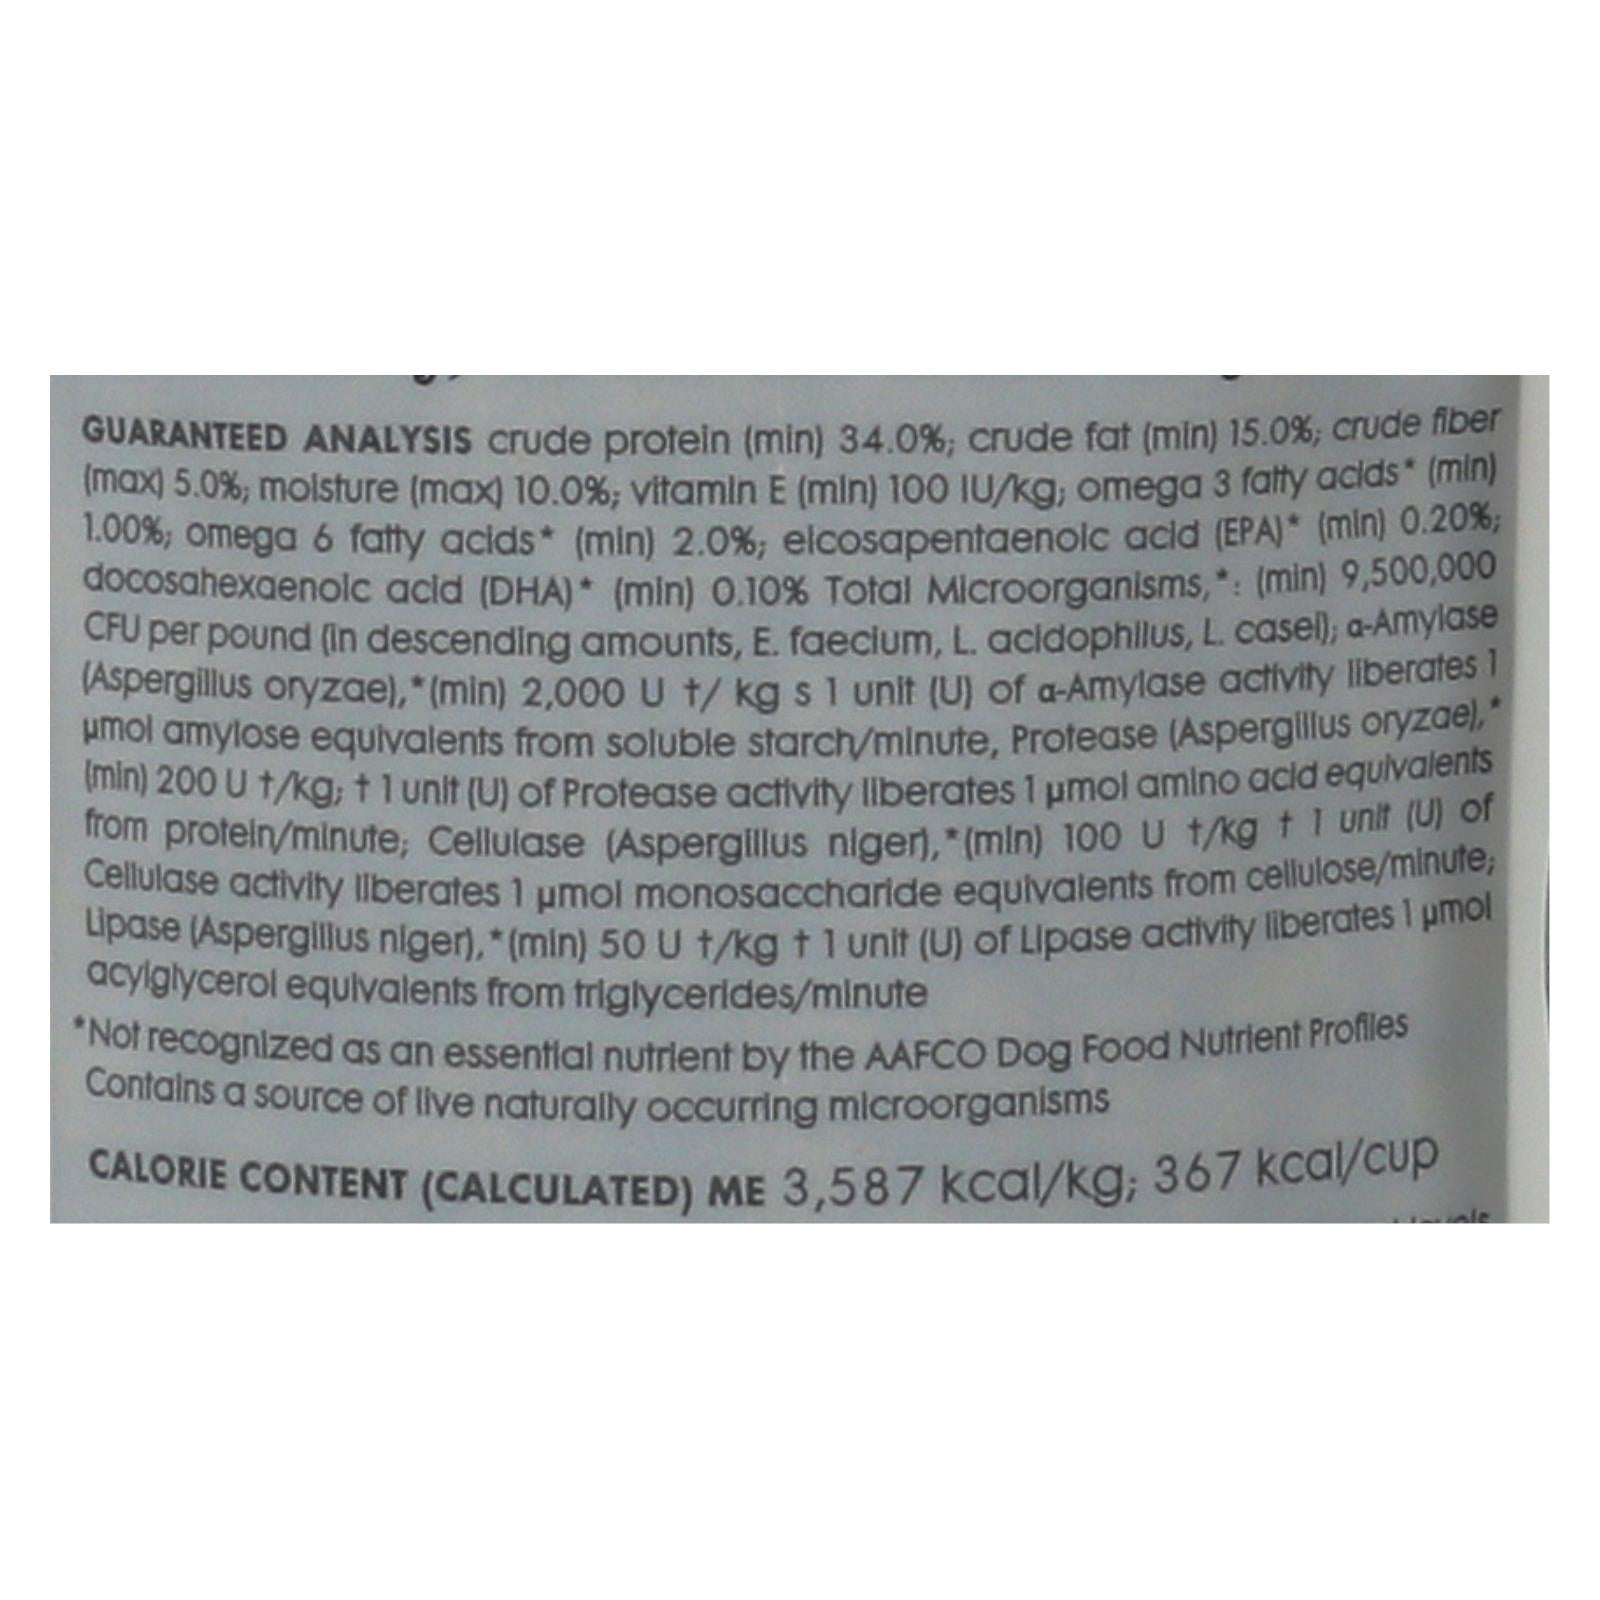 GUARANTEED ANALYSIS crude protein (min) 34.0%; crude fat (min) 15.0%; crude fiber
(max) 5.0%; moisture (max) 10.0%; vitamin E (min) 100 IU/kg; omega 3 fatty acids* (min)
1.00%; omega 6 fatty acids* (min) 2.0%; eicosapentaenoic acid (EPA)* (min) 0.20%;
docosahexaenoic acid (DHA)* (min) 0.10% Total Microorganisms,*: (min) 9,500,000
CFU per pound (in descending amounts, E. faecium, L. acidophilus, L. casei); α-Amylase
(Aspergillus oryzae),*(min) 2,000 U †/ kg s 1 unit (U) of α-Amylase activity liberates 1
µmol amylose equivalents from soluble starch/minute, Protease (Aspergillus oryzae),*
(min) 200 U †/kg; † 1 unit (U) of Protease activity liberates 1 µmol amino acid equivalents
from protein/minute; Cellulase (Aspergillus niger),*(min) 100 U †/kg † 1 unit (U) of
Cellulase activity liberates 1 µmol monosaccharide equivalents from cellulose/minute;
Lipase (Aspergillus niger),*(min) 50 U †/kg † 1 unit (U) of Lipase activity liberates 1 µmol
acylglycerol equivalents from triglycerides/minute
*Not recognized as an essential nutrient by the AAFCO Dog Food Nutrient Profiles
Contains a source of live naturally occurring microorganisms
CALORIE CONTENT (CALCULATED) ME 3,587 kcal/kg; 367 kcal/cup